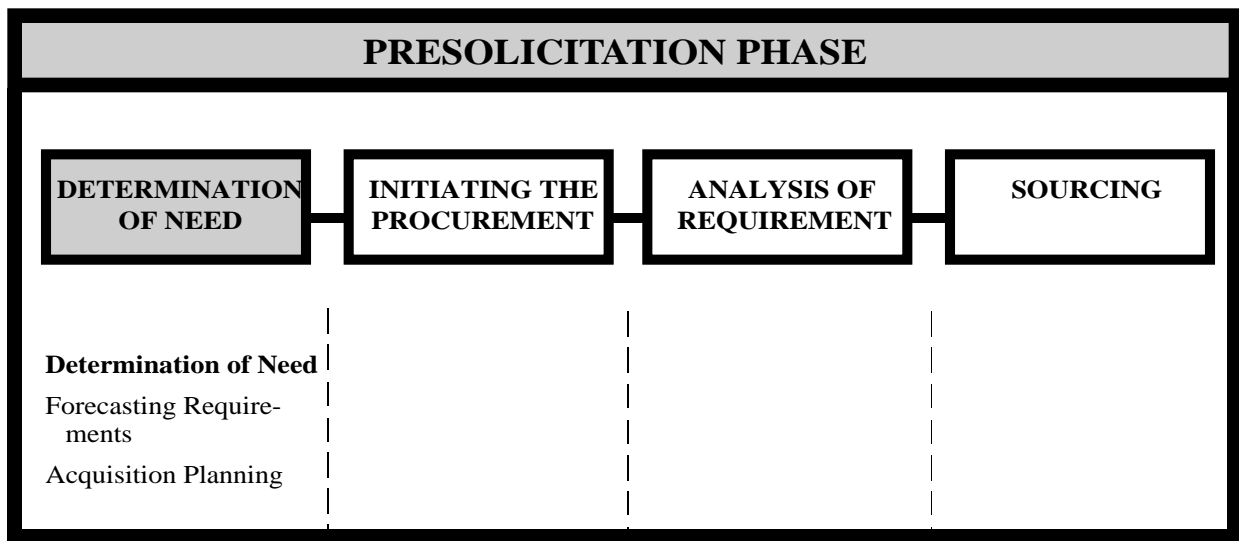 PRESOLICITATION PHASE
DETERMINATION
OF NEED
INITIATING THE
PROCUREMENT
ANALYSIS OF
REQUIREMENT
SOURCING
Determination of Need
Forecasting Require-
ments
Acquisition Planning